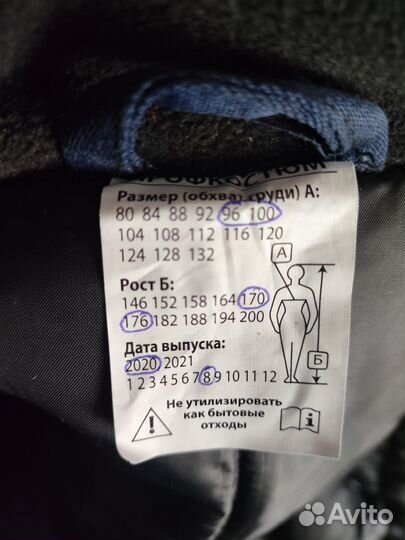 ПРОФКОСТЮМ
Размер (обхват груди) А:
80 84 88 92 96 100
104 108 112 116 120
124 128 132
А
Рост Б:
146 152 158 164 170
176 182 188 194 200
Б
Дата выпуска:
2020 2021
1 2 3 4 5 6 7 8 9 10 11 12
Не утилизировать
как бытовые
отходы
Avito